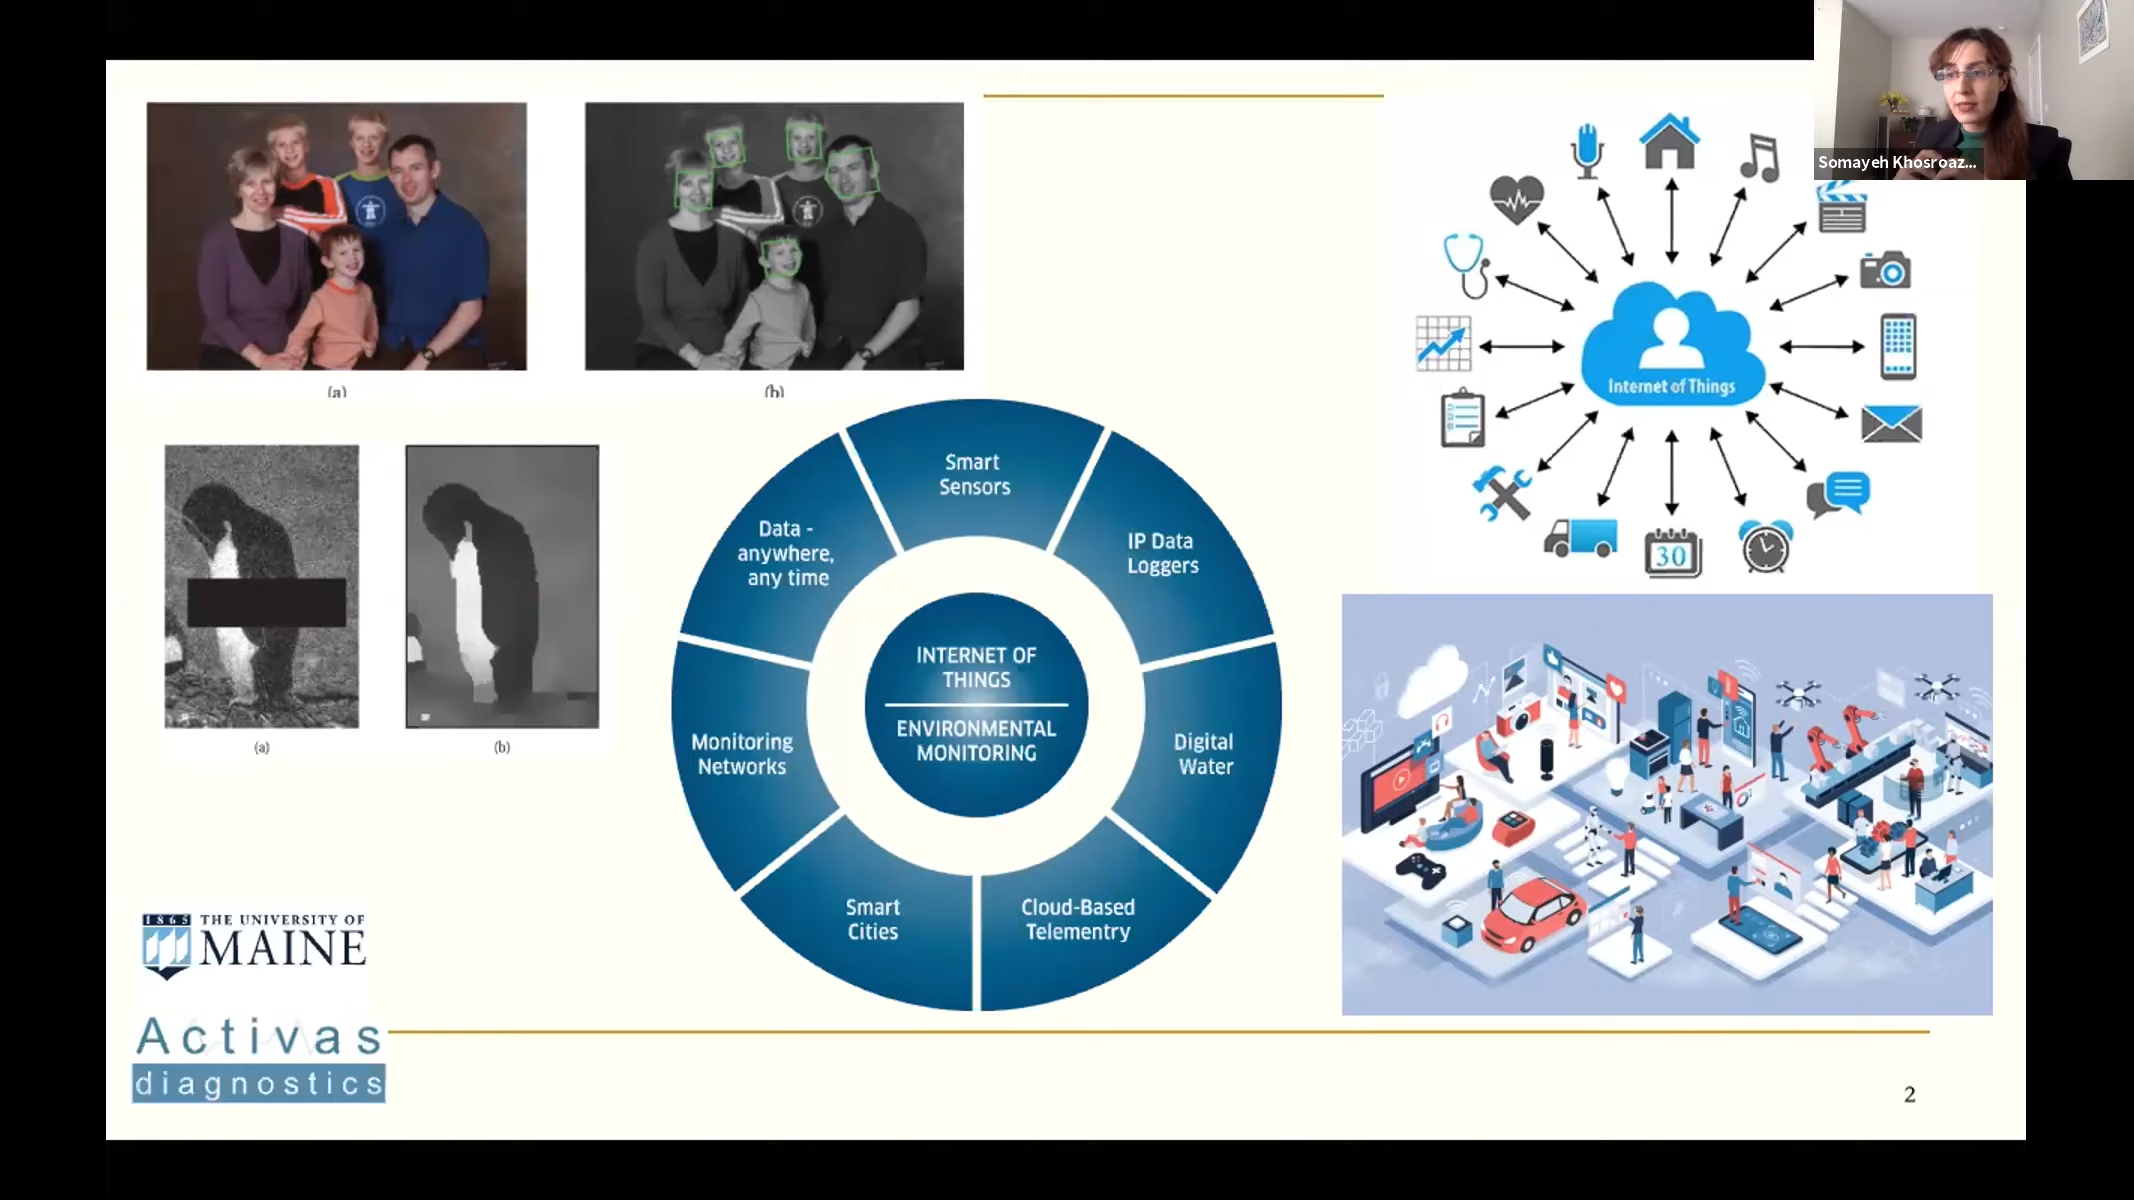 Somayeh Khosroaz...
(a)
(b)
Internet of Things
30
(a)
(b)
Smart
Sensors
IP Data
Loggers
Digital
Water
Cloud-Based
Telementry
Smart
Cities
Monitoring
Networks
Data -
anywhere,
any time
INTERNET OF
THINGS
ENVIRONMENTAL
MONITORING
1865 THE UNIVERSITY OF
MAINE
Activas
diagnostics
2